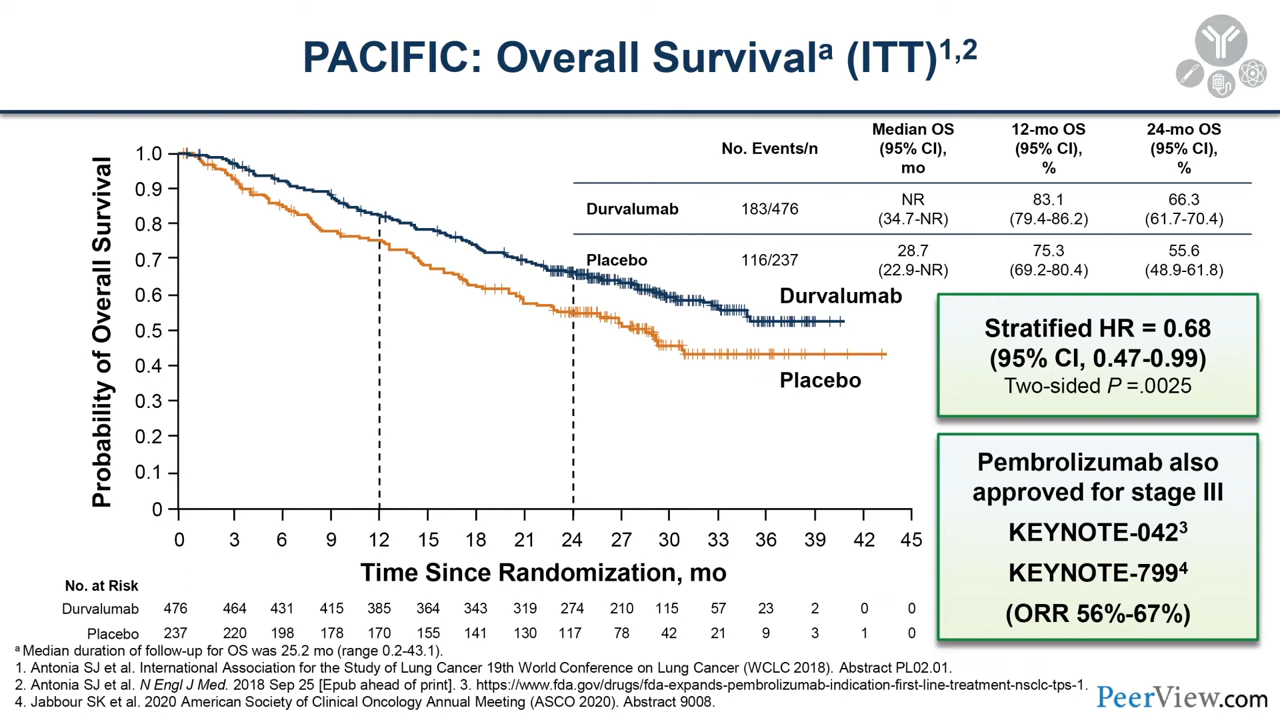 PACIFIC: Overall Survivalᵃ (ITT)¹,²
No. Events/n
Median OS (95% CI), mo
12-mo OS (95% CI), %
24-mo OS (95% CI), %
Durvalumab 183/476 NR (34.7-NR) 83.1 (79.4-86.2) 66.3 (61.7-70.4)
Placebo 116/237 28.7 (22.9-NR) 75.3 (69.2-80.4) 55.6 (48.9-61.8)
Probability of Overall Survival
1.0
0.9
0.8
0.7
0.6
0.5
0.4
0.3
0.2
0.1
0
Durvalumab
Placebo
0 3 6 9 12 15 18 21 24 27 30 33 36 39 42 45
Time Since Randomization, mo
Stratified HR = 0.68
(95% CI, 0.47-0.99)
Two-sided P =.0025
Pembrolizumab also
approved for stage III
KEYNOTE-042³
KEYNOTE-799⁴
(ORR 56%-67%)
No. at Risk
Durvalumab 476 464 431 415 385 364 343 319 274 210 115 57 23 2 0 0
Placebo 237 220 198 178 170 155 141 130 117 78 42 21 9 3 1 0
ᵃ Median duration of follow-up for OS was 25.2 mo (range 0.2-43.1).
1. Antonia SJ et al. International Association for the Study of Lung Cancer 19th World Conference on Lung Cancer (WCLC 2018). Abstract PL02.01.
2. Antonia SJ et al. N Engl J Med. 2018 Sep 25 [Epub ahead of print]. 3. https://www.fda.gov/drugs/fda-expands-pembrolizumab-indication-first-line-treatment-nsclc-tps-1.
4. Jabbour SK et al. 2020 American Society of Clinical Oncology Annual Meeting (ASCO 2020). Abstract 9008.
PeerView.com